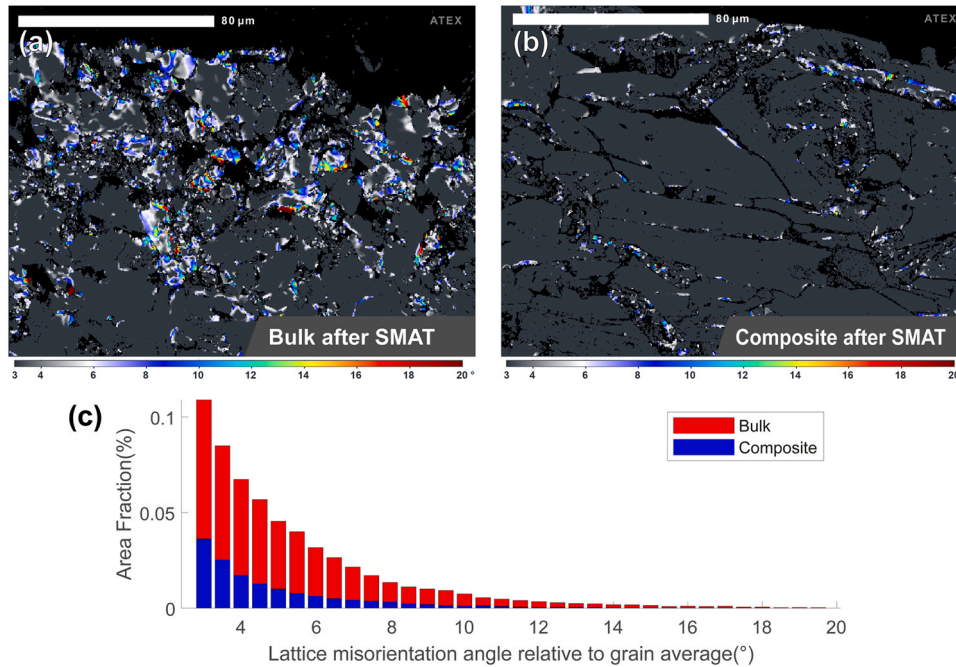 80 µm
ATEX
(a)
Bulk after SMAT
3 4 6 8 10 12 14 16 18 20 °
80 µm
ATEX
(b)
Composite after SMAT
3 4 6 8 10 12 14 16 18 20
(c)
Bulk
Composite
Area Fraction(%)
0.1
0.05
0
4 6 8 10 12 14 16 18 20
Lattice misorientation angle relative to grain average(°)